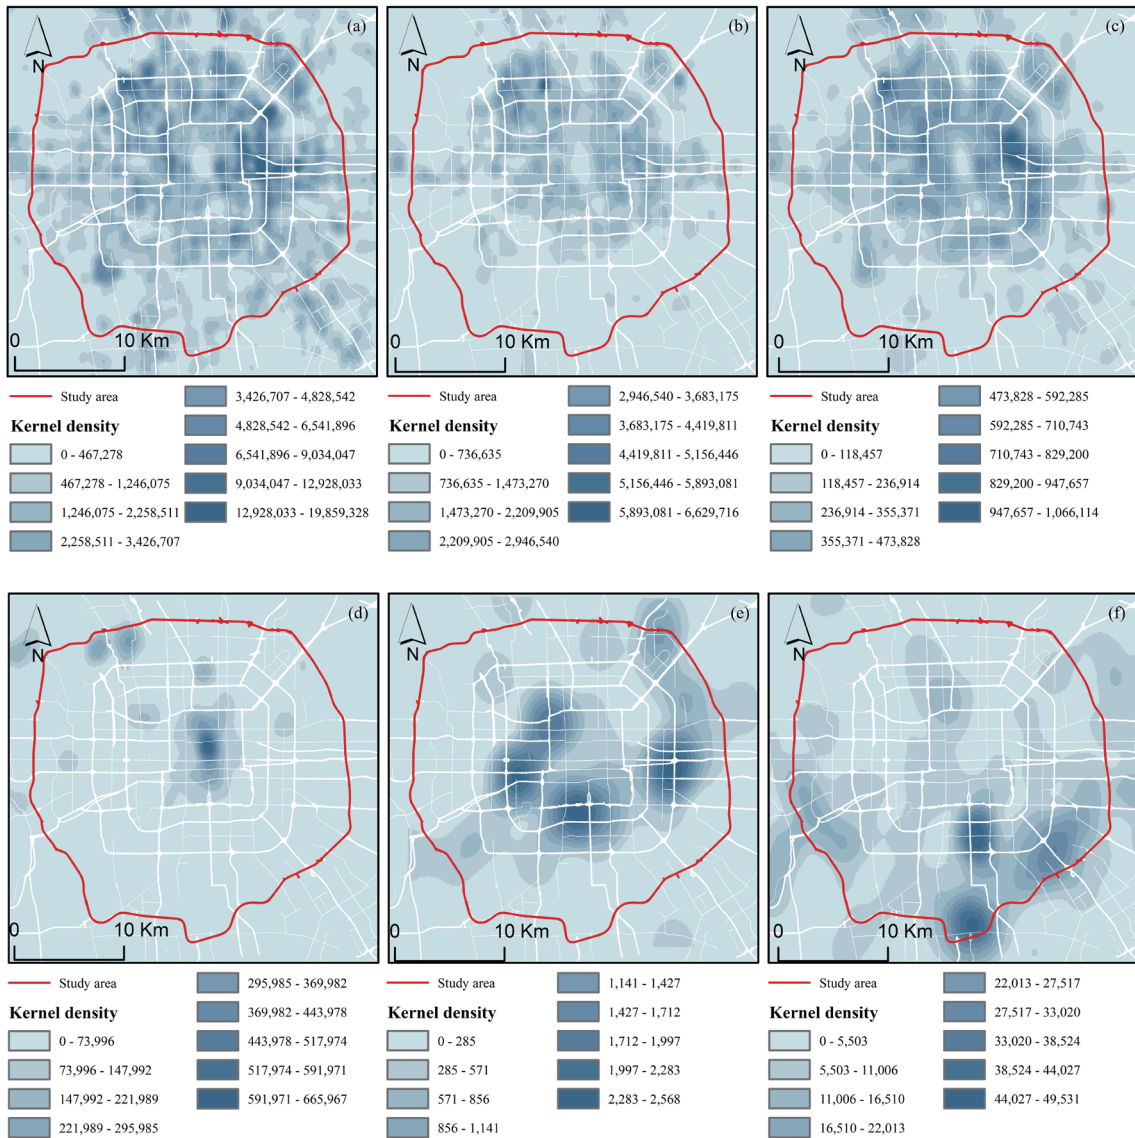 (a)
N
0
10 Km
Study area
Kernel density
0 - 467,278
467,278 - 1,246,075
1,246,075 - 2,258,511
2,258,511 - 3,426,707
3,426,707 - 4,828,542
4,828,542 - 6,541,896
6,541,896 - 9,034,047
9,034,047 - 12,928,033
12,928,033 - 19,859,328
(b)
N
0
10 Km
Study area
Kernel density
0 - 736,635
736,635 - 1,473,270
1,473,270 - 2,209,905
2,209,905 - 2,946,540
2,946,540 - 3,683,175
3,683,175 - 4,419,811
4,419,811 - 5,156,446
5,156,446 - 5,893,081
5,893,081 - 6,629,716
(c)
N
0
10 Km
Study area
Kernel density
0 - 118,457
118,457 - 236,914
236,914 - 355,371
355,371 - 473,828
473,828 - 592,285
592,285 - 710,743
710,743 - 829,200
829,200 - 947,657
947,657 - 1,066,114
(d)
N
0
10 Km
Study area
Kernel density
0 - 73,996
73,996 - 147,992
147,992 - 221,989
221,989 - 295,985
295,985 - 369,982
369,982 - 443,978
443,978 - 517,974
517,974 - 591,971
591,971 - 665,967
(e)
N
0
10 Km
Study area
Kernel density
0 - 285
285 - 571
571 - 856
856 - 1,141
1,141 - 1,427
1,427 - 1,712
1,712 - 1,997
1,997 - 2,283
2,283 - 2,568
(f)
N
0
10 Km
Study area
Kernel density
0 - 5,503
5,503 - 11,006
11,006 - 16,510
16,510 - 22,013
22,013 - 27,517
27,517 - 33,020
33,020 - 38,524
38,524 - 44,027
44,027 - 49,531